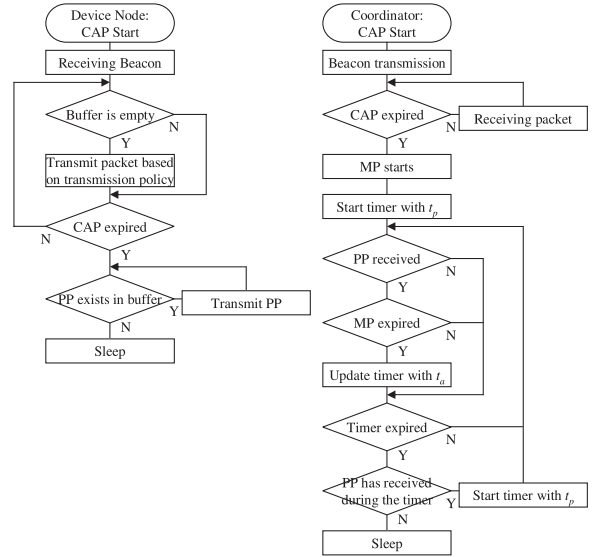 Device Node:
CAP Start
Receiving Beacon
Buffer is empty
N
Y
Transmit packet based
on transmission policy
CAP expired
N
Y
PP exists in buffer
Y
Transmit PP
N
Sleep
Coordinator:
CAP Start
Beacon transmission
CAP expired
N
Receiving packet
Y
MP starts
Start timer with tp
PP received
N
Y
MP expired
N
Y
Update timer with ta
Timer expired
N
Y
PP has received
during the timer
Y
Start timer with tp
N
Sleep